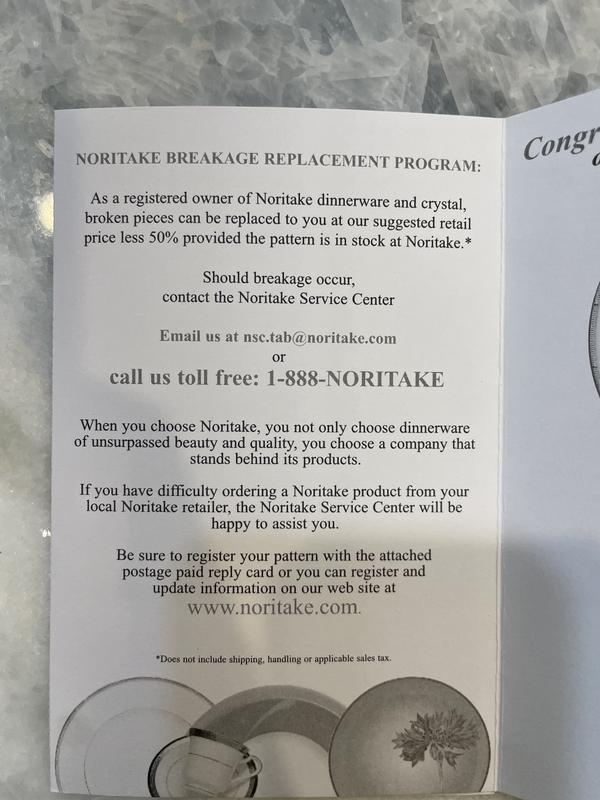 NORITAKE BREAKAGE REPLACEMENT PROGRAM:
As a registered owner of Noritake dinnerware and crystal,
broken pieces can be replaced to you at our suggested retail
price less 50% provided the pattern is in stock at Noritake.*
Should breakage occur,
contact the Noritake Service Center
Email us at nsc.tab@noritake.com
or
call us toll free: 1-888-NORITAKE
When you choose Noritake, you not only choose dinnerware
of unsurpassed beauty and quality, you choose a company that
stands behind its products.
If you have difficulty ordering a Noritake product from your
local Noritake retailer, the Noritake Service Center will be
happy to assist you.
Be sure to register your pattern with the attached
postage paid reply card or you can register and
update information on our web site at
www.noritake.com.
*Does not include shipping, handling or applicable sales tax.